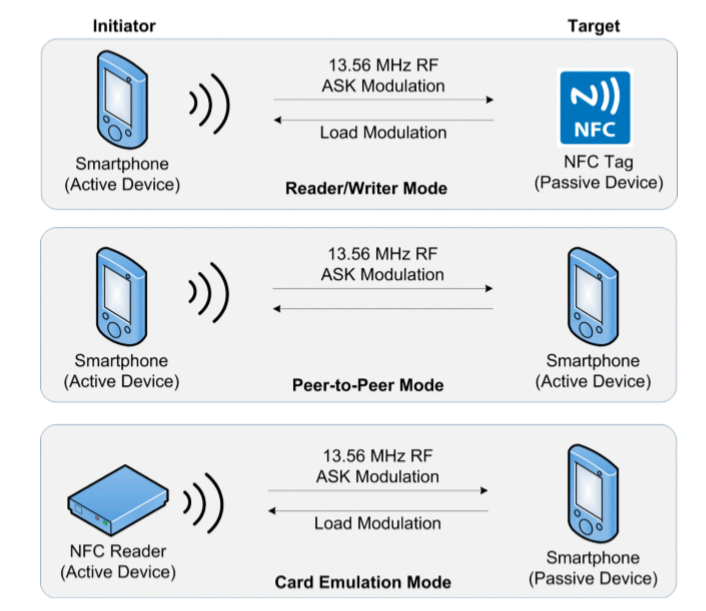 Initiator
Target
13.56 MHz RF
ASK Modulation
Load Modulation
NFC
Smartphone
(Active Device)
NFC Tag
(Passive Device)
Reader/Writer Mode
13.56 MHz RF
ASK Modulation
Smartphone
(Active Device)
Smartphone
(Active Device)
Peer-to-Peer Mode
13.56 MHz RF
ASK Modulation
Load Modulation
NFC Reader
(Active Device)
Smartphone
(Passive Device)
Card Emulation Mode